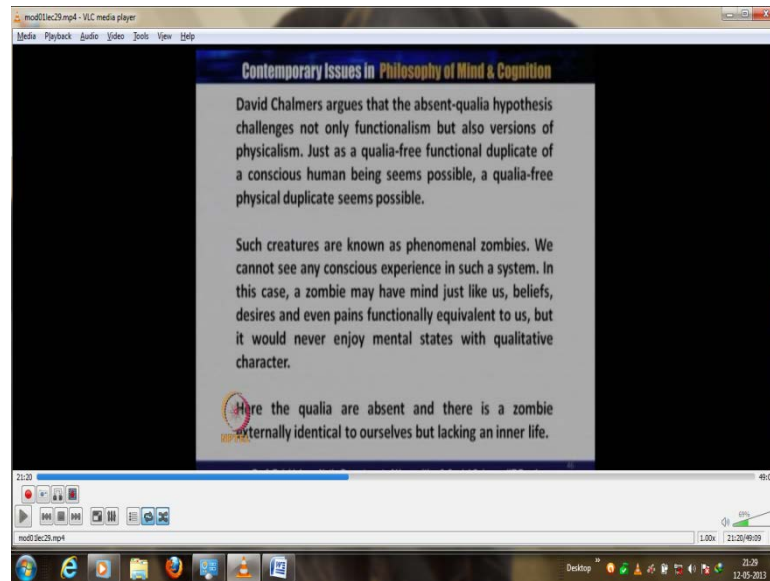 mod01lec29.mp4 - VLC media player
Media Playback Audio Video Tools View Help
Contemporary Issues in Philosophy of Mind & Cognition
David Chalmers argues that the absent-qualia hypothesis
challenges not only functionalism but also versions of
physicalism. Just as a qualia-free functional duplicate of
a conscious human being seems possible, a qualia-free
physical duplicate seems possible.
Such creatures are known as phenomenal zombies. We
cannot see any conscious experience in such a system. In
this case, a zombie may have mind just like us, beliefs,
desires and even pains functionally equivalent to us, but
it would never enjoy mental states with qualitative
character.
Here the qualia are absent and there is a zombie
externally identical to ourselves but lacking an inner life.
21:20
69%
mod01lec29.mp4 1.00x 21:20/49:09
Desktop 21:29
12-05-2013